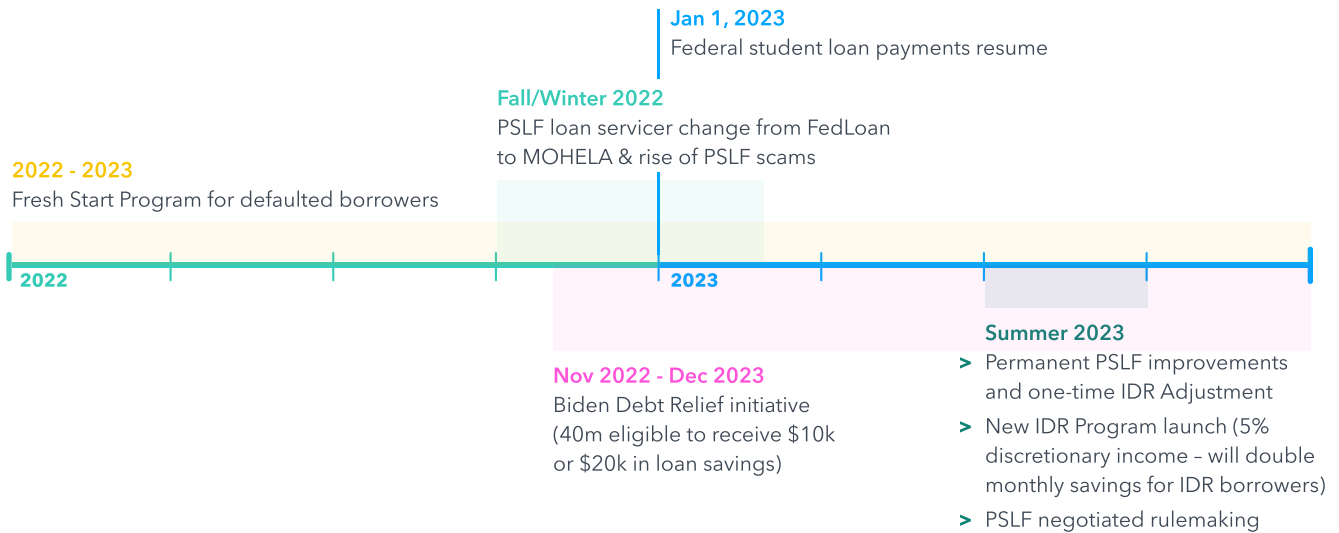 Jan 1, 2023
Federal student loan payments resume
Fall/Winter 2022
PSLF loan servicer change from FedLoan
to MOHELA & rise of PSLF scams
2022 - 2023
Fresh Start Program for defaulted borrowers
2022
2023
Nov 2022 - Dec 2023
Biden Debt Relief initiative
(40m eligible to receive $10k
or $20k in loan savings)
Summer 2023
> Permanent PSLF improvements
and one-time IDR Adjustment
> New IDR Program launch (5%
discretionary income – will double
monthly savings for IDR borrowers)
> PSLF negotiated rulemaking